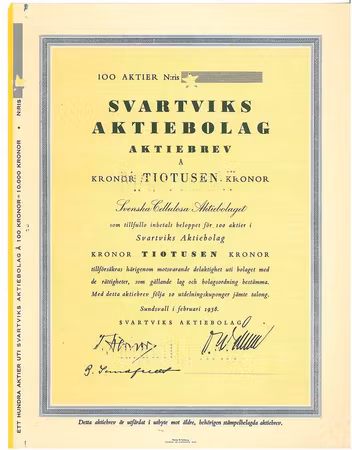 100 AKTIER N:ris
SVARTVIKS
AKTIEBOLAG
AKTIEBREV
Å
KRONOR TIOTUSEN KRONOR
Svenska Cellulosa Aktiebolaget
som tillfullo inbetalt beloppet för 100 aktier i
Svartviks Aktiebolag
KRONOR TIOTUSEN KRONOR
tillförsäkras härigenom motsvarande delaktighet uti bolaget med
de rättigheter, som gällande lag och bolagsordning bestämma.
Med detta aktiebrev följa 10 utdelningskuponger jämte talong.
Sundsvall i februari 1938.
SVARTVIKS AKTIEBOLAG
Detta aktiebrev är utfärdat i utbyte mot äldre, behörigen stämpelbelagda aktiebrev.
ETT HUNDRA AKTIER UTI SVARTVIKS AKTIEBOLAG Å 100 KRONOR = 10.000 KRONOR • N:RIS